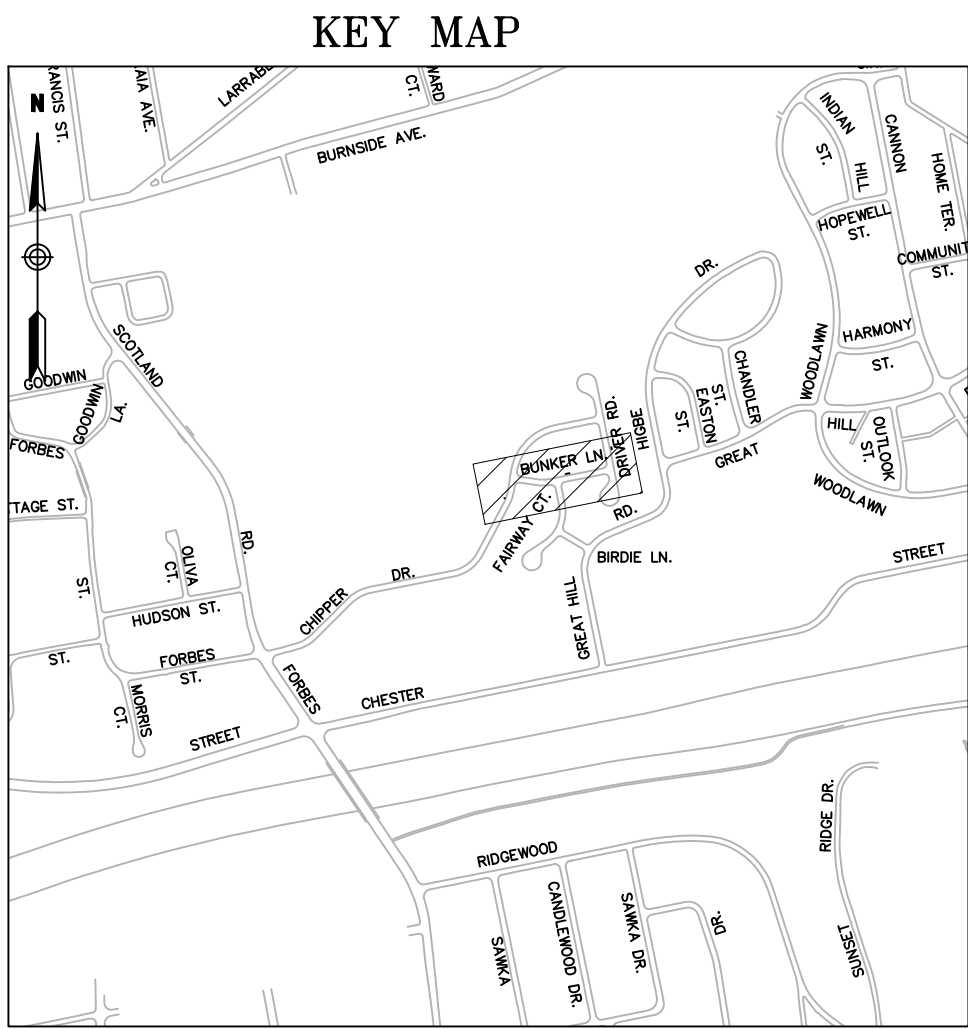 KEY MAP
N
RANCIS ST.
AIA AVE.
LARRABE
WARD
CT.
BURNSIDE AVE.
INDIAN
HILL
ST.
CANNON
HOME TER.
HOPEWELL
ST.
COMMUNIT
ST.
DR.
HIGBE
SCOTLAND
RD.
GOODWIN
GOODWIN
LA.
FORBES
ST.
TTAGE ST.
HARMONY
ST.
WOODLAWN
CHANDLER
ST.
EASTON
ST.
GREAT
HILL
OUTLOOK
ST.
WOODLAWN
BUNKER LN.
DRIVER RD.
FAIRWAY CT.
RD.
BIRDIE LN.
STREET
OLIVA
CT.
HUDSON ST.
CHIPPER
DR.
GREAT HILL
ST.
FORBES
ST.
MORRIS
CT.
FORBES
CHESTER
STREET
RIDGEWOOD
RIDGE DR.
SUNSET
SAWKA
CANDLEWOOD DR.
SAWKA DR.
DR.